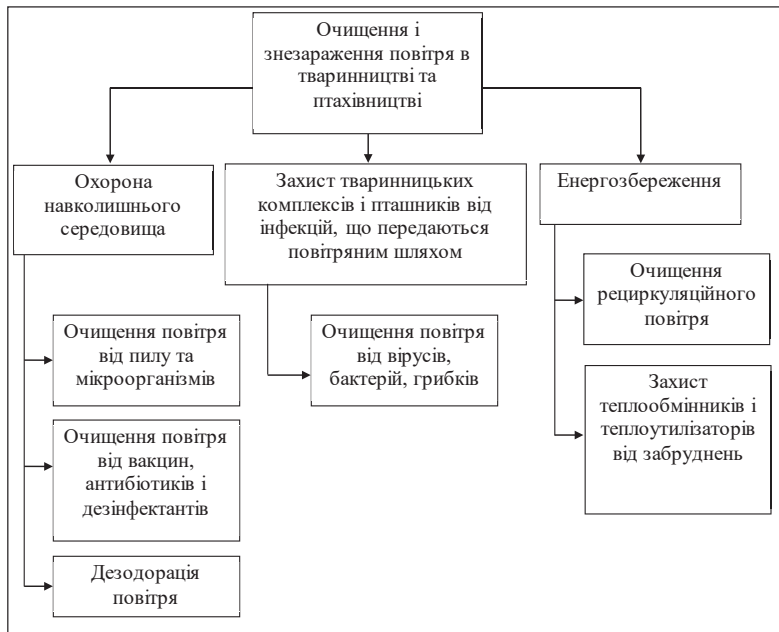 Очищення і
знезараження повітря в
тваринництві та
птахівництві
Охорона
навколишнього
середовища
Захист тваринницьких
комплексів і пташників від
інфекцій, що передаються
повітряним шляхом
Енергозбереження
Очищення повітря
від пилу та
мікроорганізмів
Очищення повітря
від вакцин,
антибіотиків і
дезінфектантів
Дезодорація
повітря
Очищення повітря
від вірусів,
бактерій, грибків
Очищення
рециркуляційного
повітря
Захист
теплообмінників і
теплоутилізаторів
від забруднень